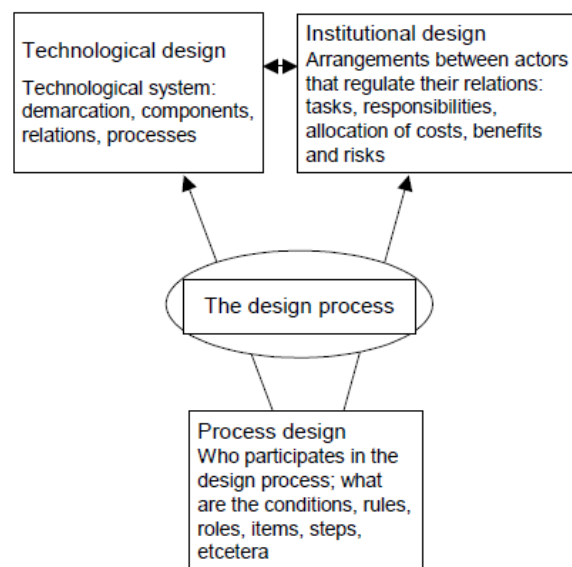 Technological design
Technological system:
demarcation, components,
relations, processes
Institutional design
Arrangements between actors
that regulate their relations:
tasks, responsibilities,
allocation of costs, benefits
and risks
The design process
Process design
Who participates in the
design process; what
are the conditions, rules,
roles, items, steps,
etcetera